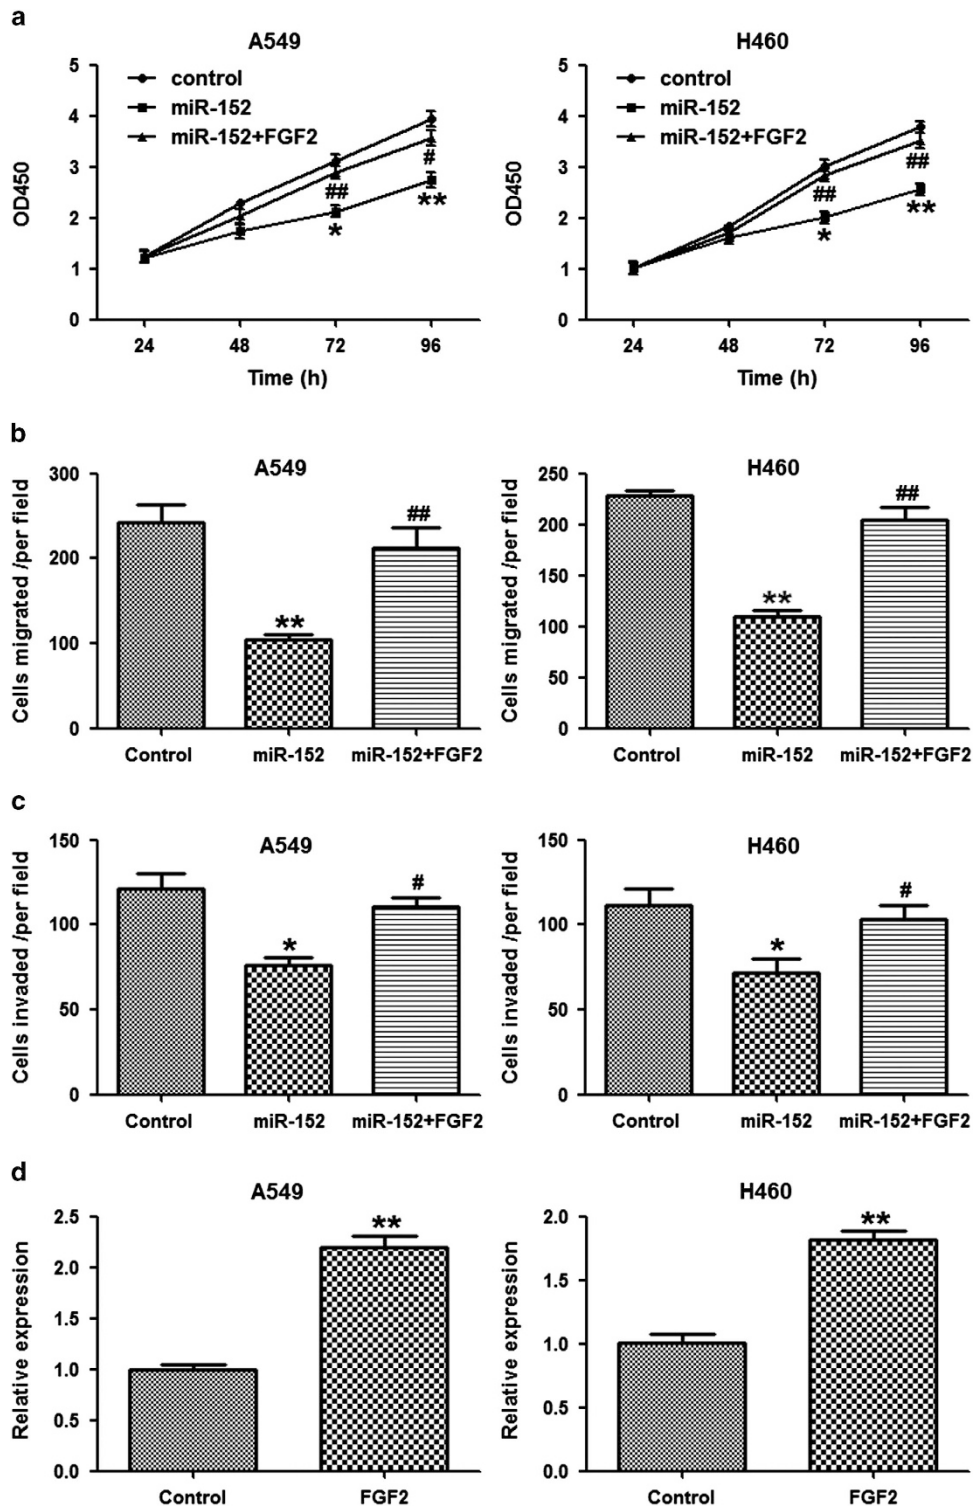 a
A549
5
4
3
2
1
0
OD450
control
miR-152
miR-152+FGF2
#
##
**
*
24 48 72 96
Time (h)
H460
5
4
3
2
1
0
OD450
control
miR-152
miR-152+FGF2
##
##
**
*
24 48 72 96
Time (h)
b
A549
300
200
100
0
Cells migrated /per field
**
##
Control miR-152 miR-152+FGF2
H460
250
200
150
100
50
0
Cells migrated /per field
**
##
Control miR-152 miR-152+FGF2
c
A549
150
100
50
0
Cells invaded /per field
*
#
Control miR-152 miR-152+FGF2
H460
150
100
50
0
Cells invaded /per field
*
#
Control miR-152 miR-152+FGF2
d
A549
2.5
2.0
1.5
1.0
0.5
0.0
Relative expression
**
Control FGF2
H460
2.0
1.5
1.0
0.5
0.0
Relative expression
**
Control FGF2